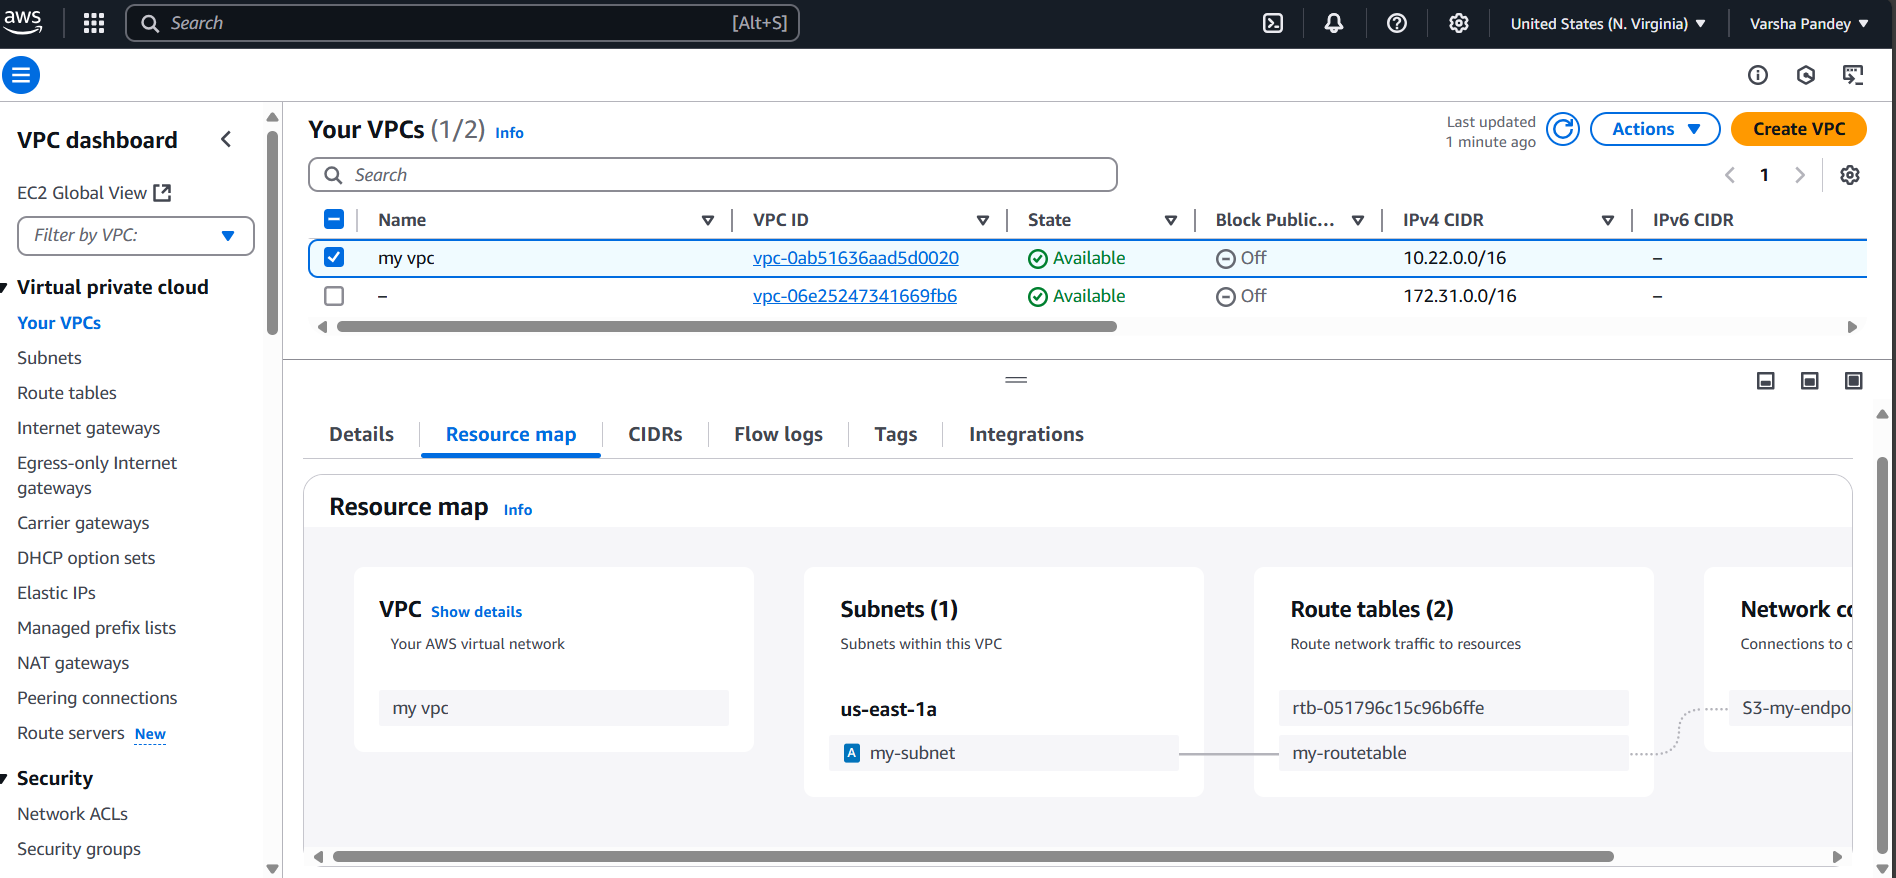 aws
Search [Alt+S]
United States (N. Virginia)
Varsha Pandey
VPC dashboard
EC2 Global View
Filter by VPC:
Virtual private cloud
Your VPCs
Subnets
Route tables
Internet gateways
Egress-only Internet
gateways
Carrier gateways
DHCP option sets
Elastic IPs
Managed prefix lists
NAT gateways
Peering connections
Route servers New
Security
Network ACLs
Security groups
Your VPCs (1/2) Info
Last updated
1 minute ago
Actions
Create VPC
Search
1
Name VPC ID State Block Public... IPv4 CIDR IPv6 CIDR
my vpc vpc-0ab51636aad5d0020 Available Off 10.22.0.0/16 –
– vpc-06e25247341669fb6 Available Off 172.31.0.0/16 –
Details Resource map CIDRs Flow logs Tags Integrations
Resource map Info
VPC Show details
Your AWS virtual network
my vpc
Subnets (1)
Subnets within this VPC
us-east-1a
A my-subnet
Route tables (2)
Route network traffic to resources
rtb-051796c15c96b6ffe
my-routetable
Network co
Connections to o
S3-my-endpo